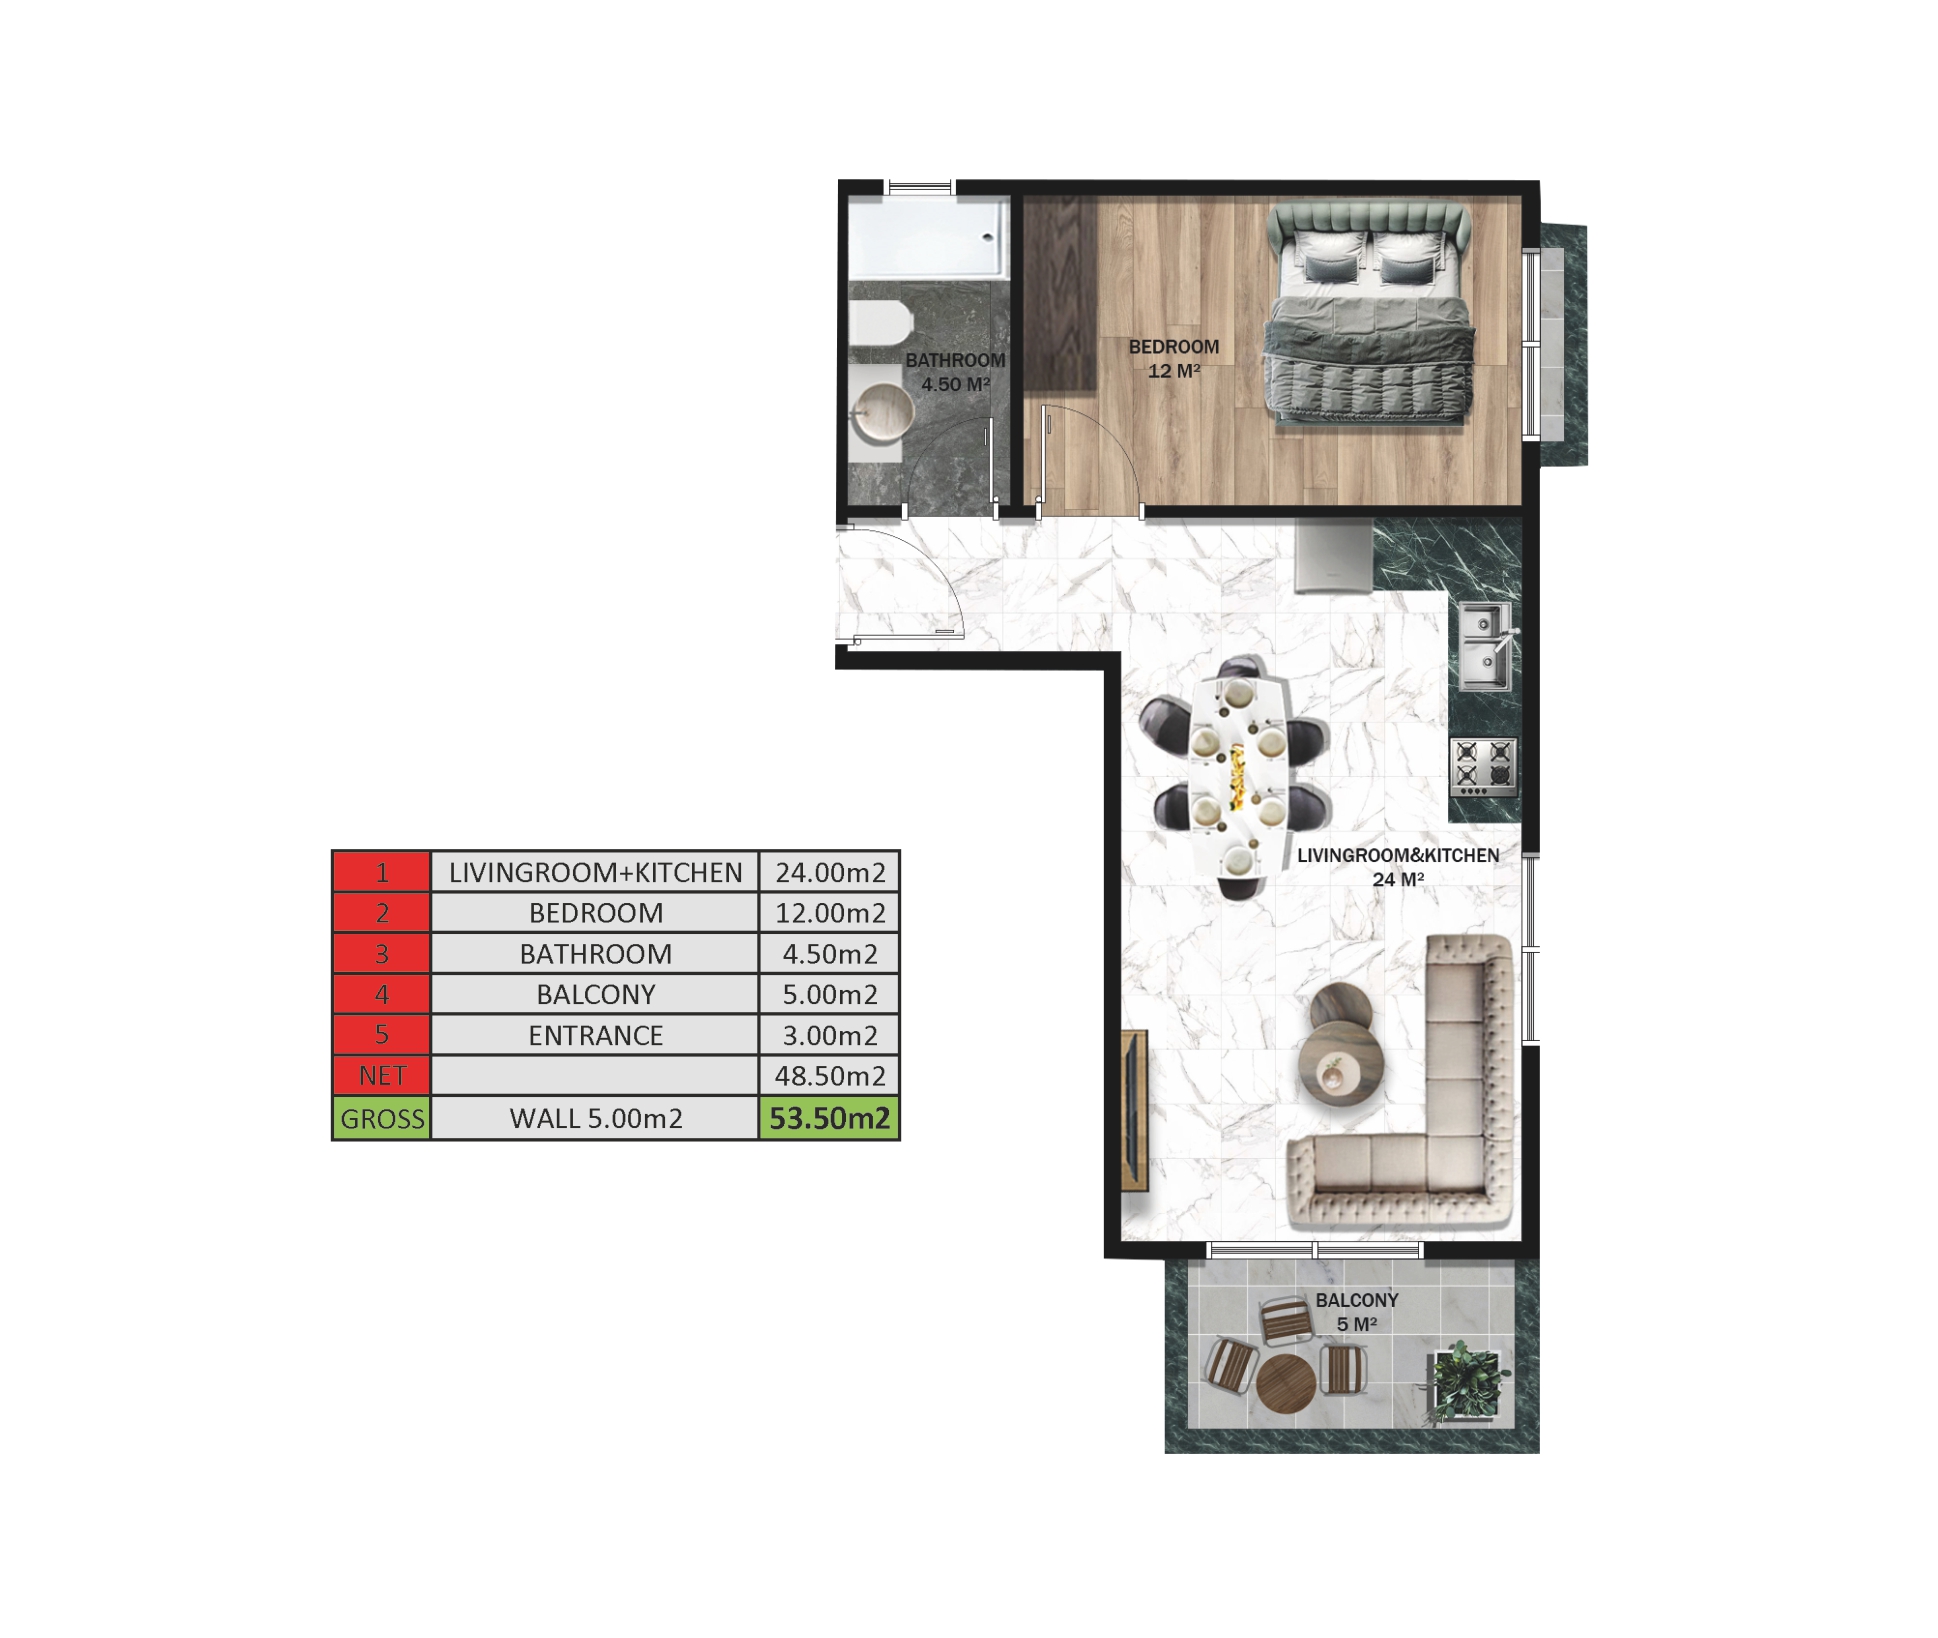 BATHROOM
4.50 M²
BEDROOM
12 M²
LIVINGROOM&KITCHEN
24 M²
1 LIVINGROOM+KITCHEN 24.00m2
2 BEDROOM 12.00m2
3 BATHROOM 4.50m2
4 BALCONY 5.00m2
5 ENTRANCE 3.00m2
NET 48.50m2
GROSS WALL 5.00m2 53.50m2
BALCONY
5 M²